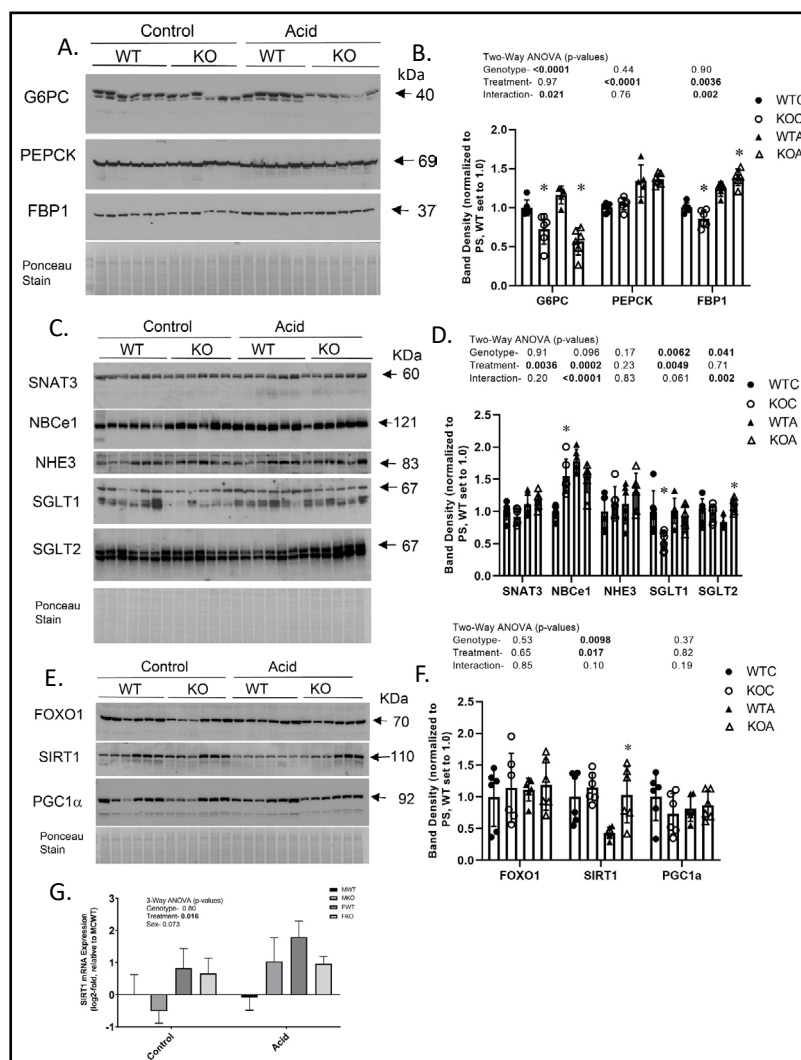 A.
Control Acid
WT KO WT KO
kDa
G6PC 40
PEPCK 69
FBP1 37
Ponceau
Stain
B.
Two-Way ANOVA (p-values)
Genotype- <0.0001 0.44 0.90
Treatment- 0.97 <0.0001 0.0036
Interaction- 0.021 0.76 0.002
WTC
KOC
WTA
KOA
Band Density (normalized to
PS, WT set to 1.0)
2.0
1.5
1.0
0.5
0.0
* * * *
G6PC PEPCK FBP1
C.
Control Acid
WT KO WT KO
KDa
SNAT3 60
NBCe1 121
NHE3 83
SGLT1 67
SGLT2 67
Ponceau
Stain
D.
Two-Way ANOVA (p-values)
Genotype- 0.91 0.096 0.17 0.0062 0.041
Treatment- 0.0036 0.0002 0.23 0.0049 0.71
Interaction- 0.20 <0.0001 0.83 0.061 0.002
WTC
KOC
WTA
KOA
Band Density (normalized to
PS, WT set to 1.0)
2.5
2.0
1.5
1.0
0.5
0.0
* * *
SNAT3 NBCe1 NHE3 SGLT1 SGLT2
E.
Control Acid
WT KO WT KO
KDa
FOXO1 70
SIRT1 110
PGC1α 92
Ponceau
Stain
F.
Two-Way ANOVA (p-values)
Genotype- 0.53 0.0098 0.37
Treatment- 0.65 0.017 0.82
Interaction- 0.85 0.10 0.19
WTC
KOC
WTA
KOA
Band Density (normalized to
PS, WT set to 1.0)
2.5
2.0
1.5
1.0
0.5
0.0
*
FOXO1 SIRT1 PGC1a
G.
3-Way ANOVA (p-values)
Genotype- 0.80
Treatment- 0.016
Sex- 0.073
MWT
MKO
FWT
FKO
SIRT1 mRNA Expression
(log2-fold, relative to MCWT)
3
2
1
0
-1
Control Acid